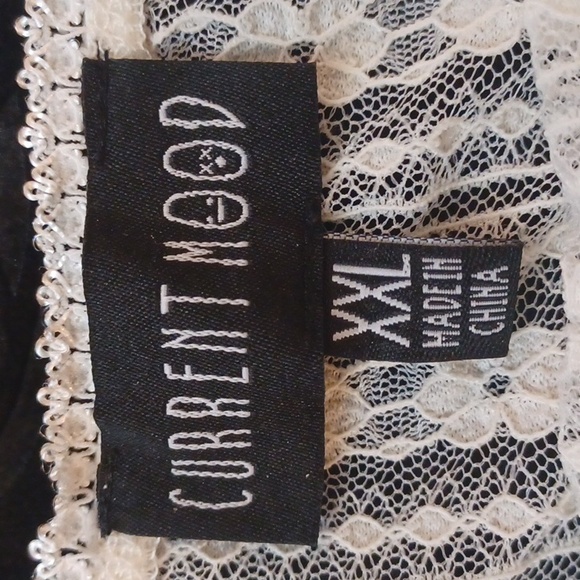 CURRENT MOOD
XXL
MADE IN
CHINA